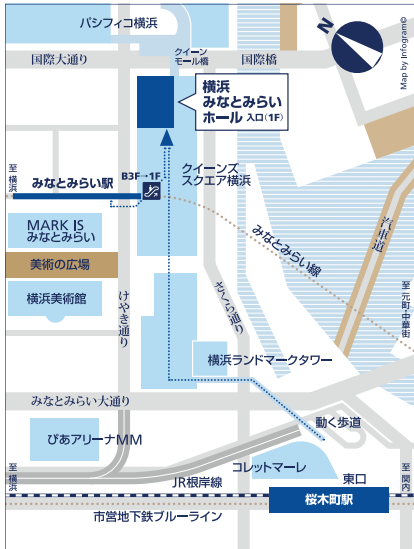 パシフィコ横浜
N
Map by Infogram©
国際大通り
クイーン
モール橋
国際橋
横浜
みなとみらい
ホール 入口(1F)
至横浜
みなとみらい駅
B3F→1F
クイーンズ
スクエア横浜
MARK IS
みなとみらい
美術の広場
横浜美術館
けやき通り
さくら通り
みなとみらい線
汽車道
至元町・中華街
横浜ランドマークタワー
みなとみらい大通り
動く歩道
ぴあアリーナMM
コレットマーレ
東口
至横浜
JR根岸線
桜木町駅
至関内
市営地下鉄ブルーライン